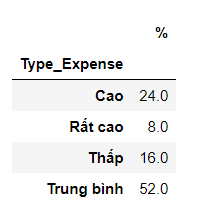 %
Type_Expense
Cao 24.0
Rất cao 8.0
Thấp 16.0
Trung bình 52.0